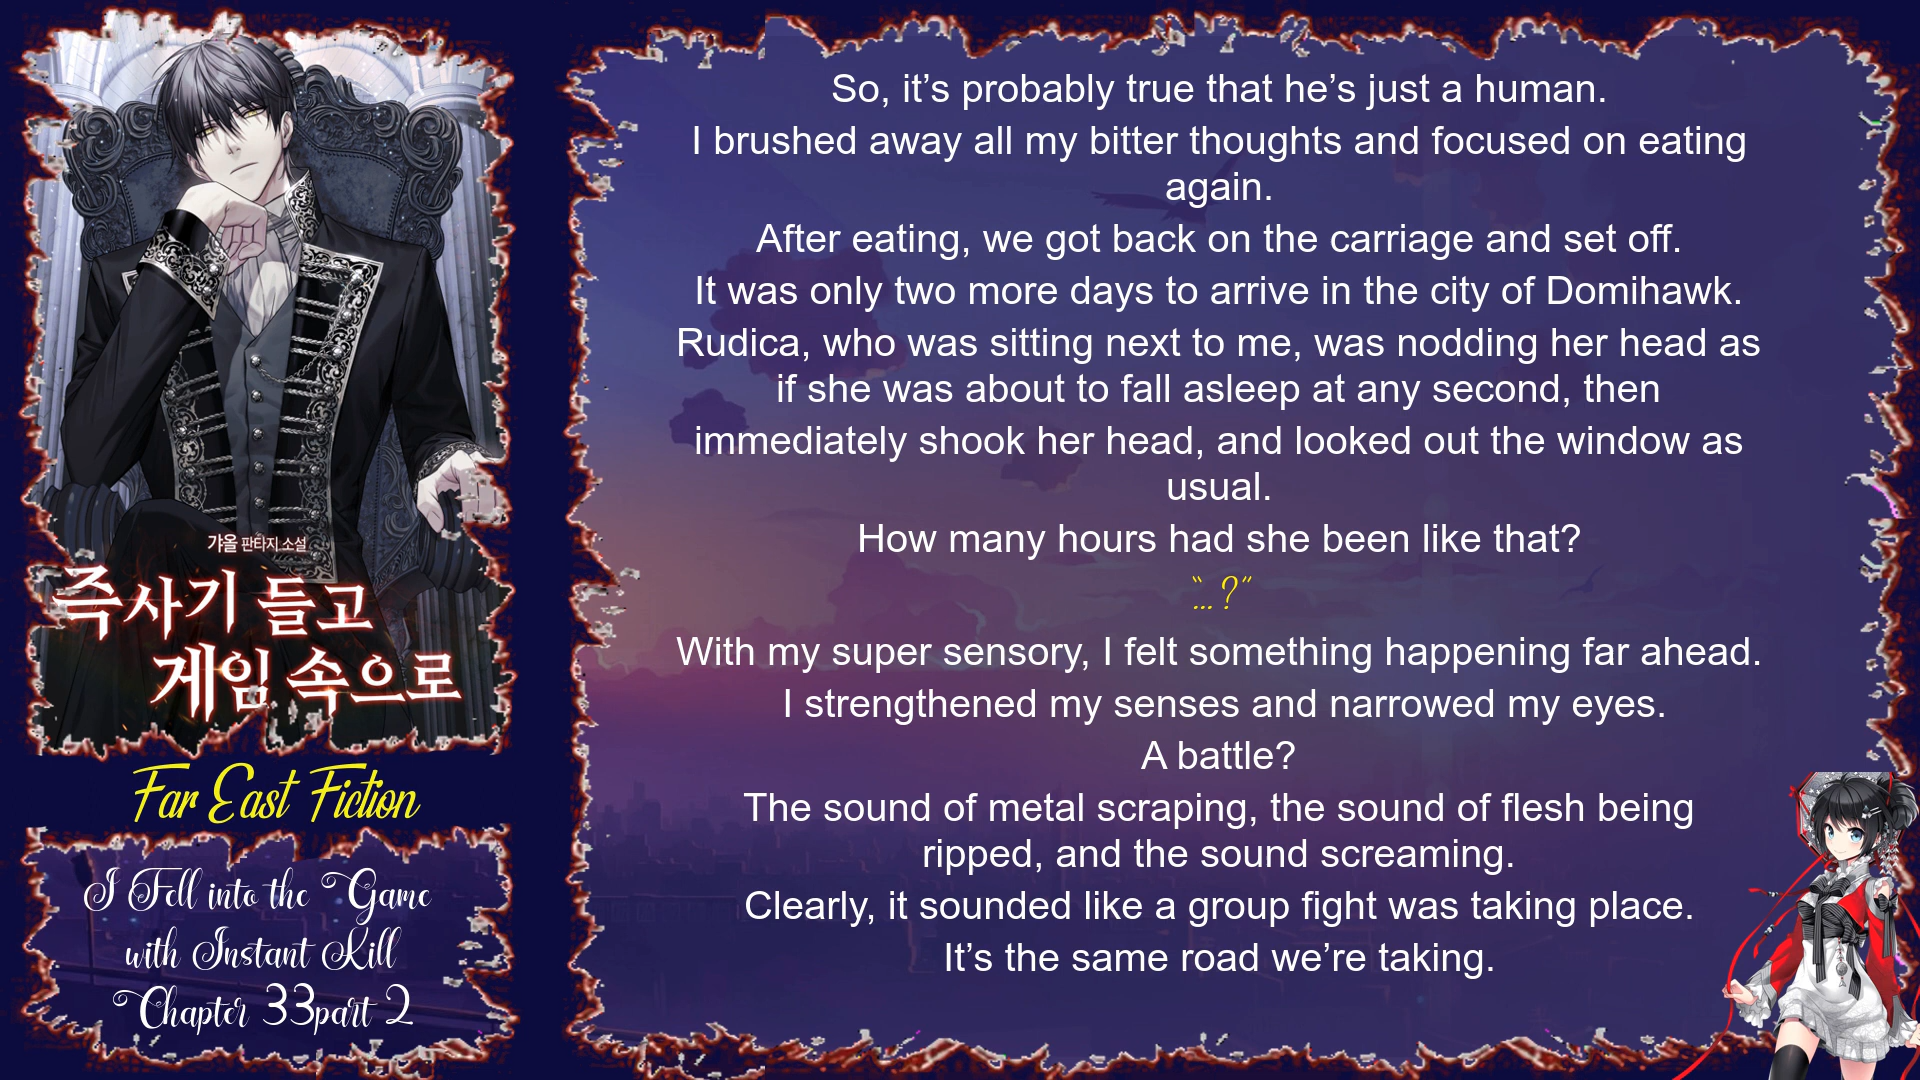 갸올 판타지 소설
즉사기 들고
게임 속으로
Far East Fiction
I Fell into the Game
with Instant Kill
Chapter 33part 2
So, it’s probably true that he’s just a human.
I brushed away all my bitter thoughts and focused on eating
again.
After eating, we got back on the carriage and set off.
It was only two more days to arrive in the city of Domihawk.
Rudica, who was sitting next to me, was nodding her head as
if she was about to fall asleep at any second, then
immediately shook her head, and looked out the window as
usual.
How many hours had she been like that?
“...?”
With my super sensory, I felt something happening far ahead.
I strengthened my senses and narrowed my eyes.
A battle?
The sound of metal scraping, the sound of flesh being
ripped, and the sound screaming.
Clearly, it sounded like a group fight was taking place.
It’s the same road we’re taking.